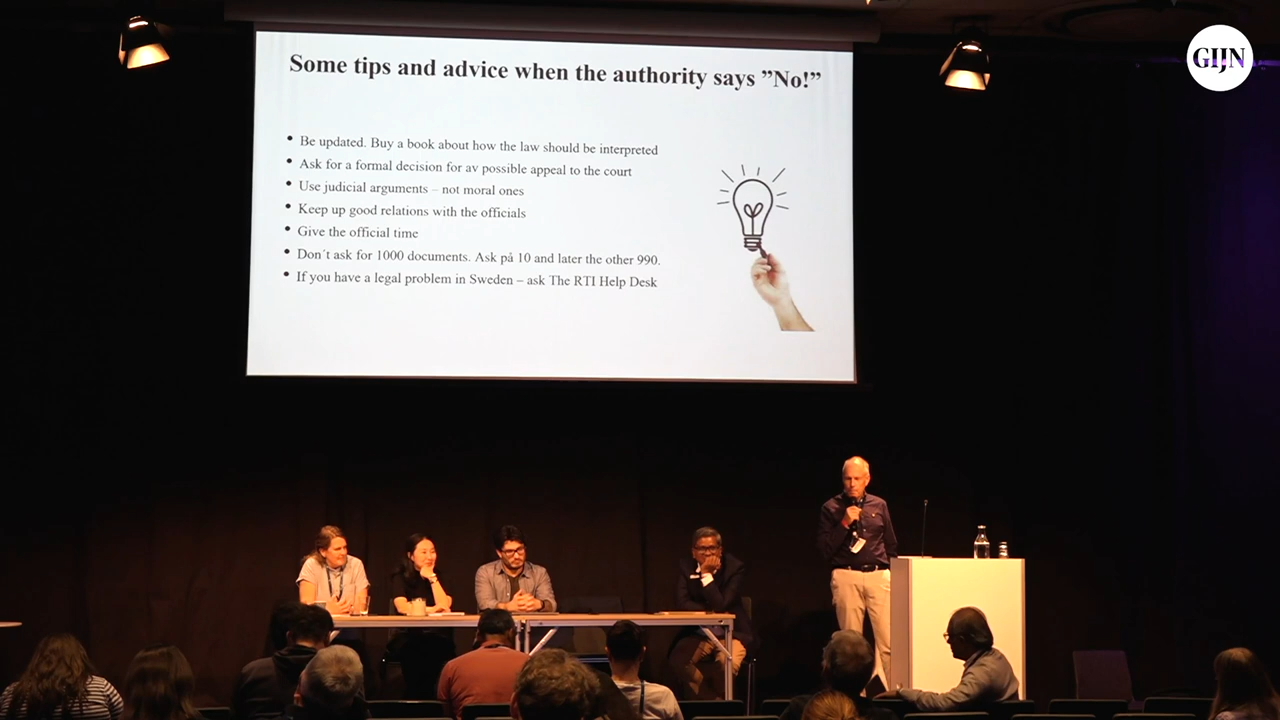 GIJN
Some tips and advice when the authority says ”No!”
• Be updated. Buy a book about how the law should be interpreted
• Ask for a formal decision for av possible appeal to the court
• Use judicial arguments – not moral ones
• Keep up good relations with the officials
• Give the official time
• Don´t ask for 1000 documents. Ask på 10 and later the other 990.
• If you have a legal problem in Sweden – ask The RTI Help Desk